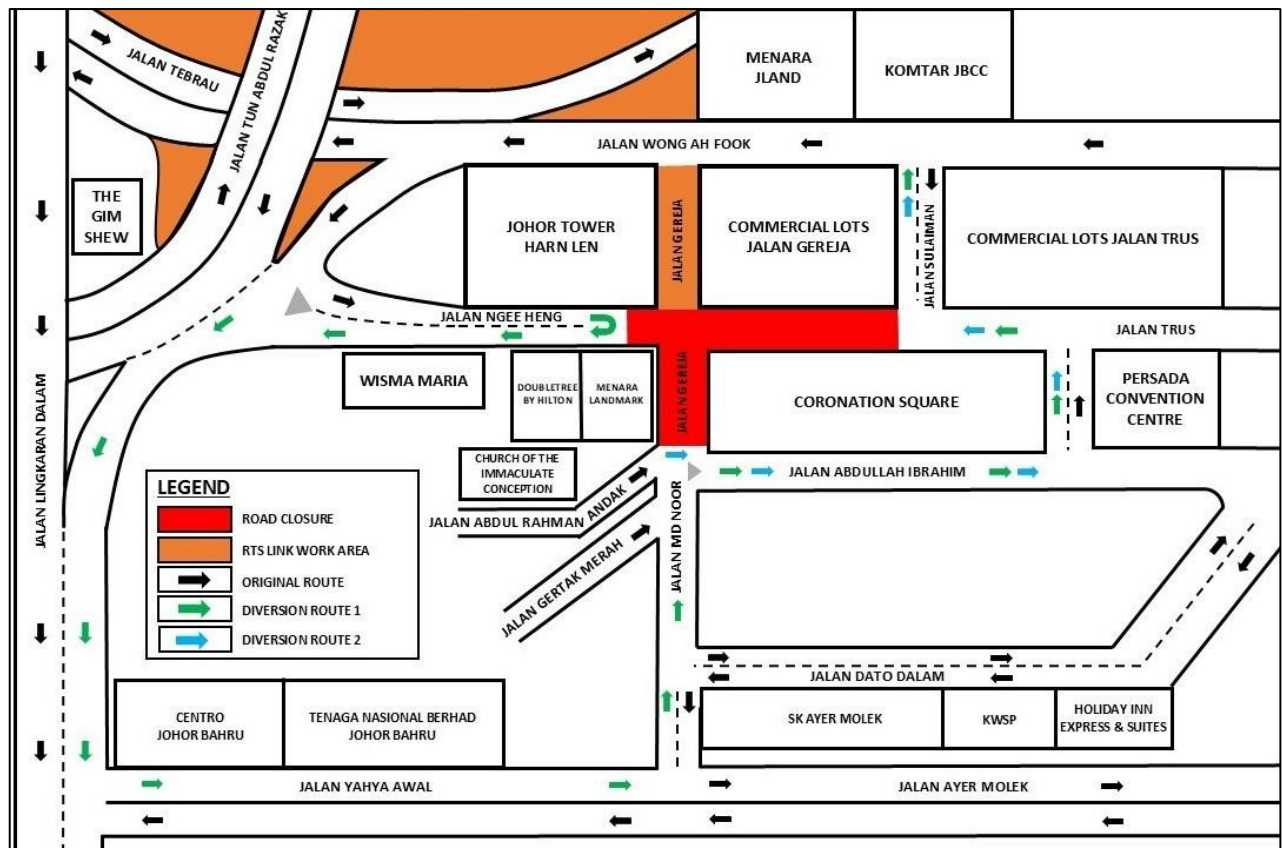 JALAN TEBRAU
JALAN TUN ABDUL RAZAK
MENARA
JLAND
KOMTAR JBCC
JALAN WONG AH FOOK
THE
GIM
SHEW
JOHOR TOWER
HARN LEN
JALAN GEREJA
COMMERCIAL LOTS
JALAN GEREJA
JALAN SULAIMAN
COMMERCIAL LOTS JALAN TRUS
JALAN NGEE HENG
JALAN TRUS
WISMA MARIA
DOUBLETREE
BY HILTON
MENARA
LANDMARK
JALAN GEREJA
CORONATION SQUARE
PERSADA
CONVENTION
CENTRE
JALAN LINGKARAN DALAM
CHURCH OF THE
IMMACULATE
CONCEPTION
JALAN ABDULLAH IBRAHIM
JALAN ABDUL RAHMAN ANDAK
JALAN GERTAK MERAH
JALAN MD NOOR
LEGEND
ROAD CLOSURE
RTS LINK WORK AREA
ORIGINAL ROUTE
DIVERSION ROUTE 1
DIVERSION ROUTE 2
JALAN DATO DALAM
CENTRO
JOHOR BAHRU
TENAGA NASIONAL BERHAD
JOHOR BAHRU
SK AYER MOLEK
KWSP
HOLIDAY INN
EXPRESS & SUITES
JALAN YAHYA AWAL
JALAN AYER MOLEK